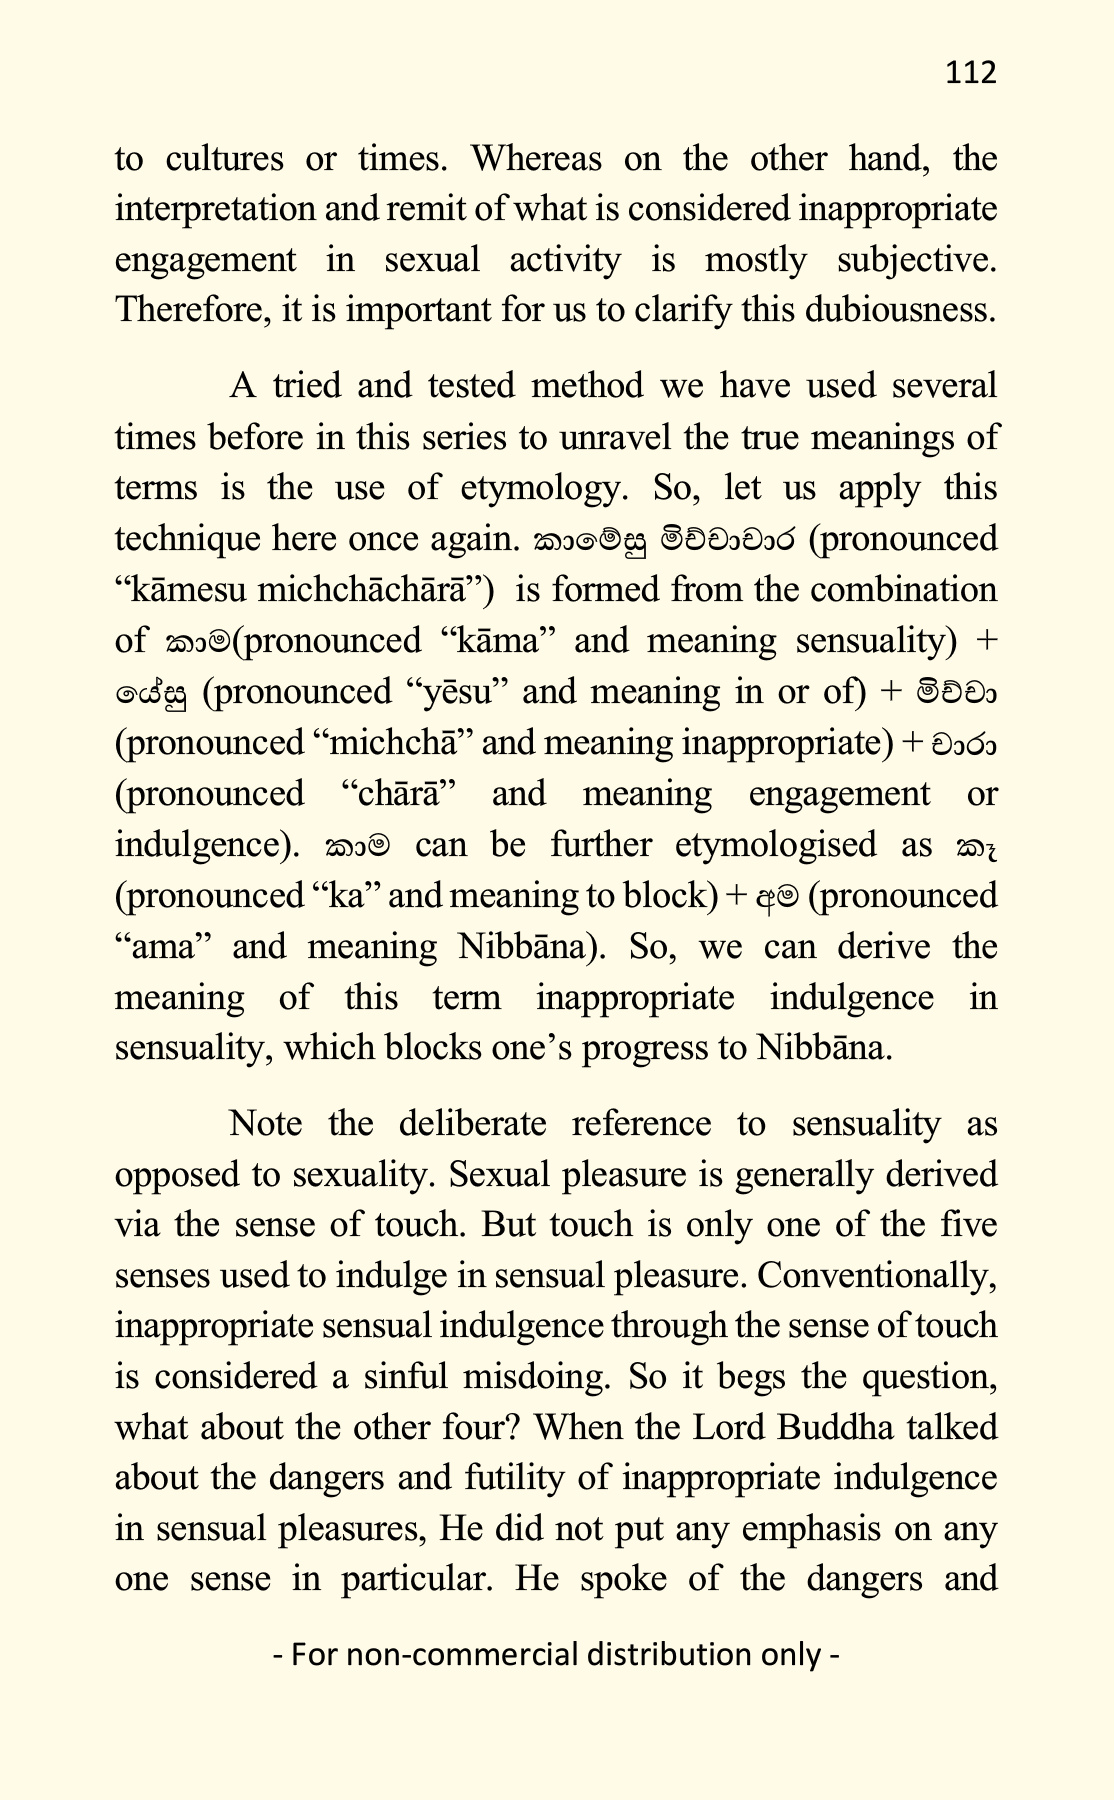 112
to cultures or times. Whereas on the other hand, the
interpretation and remit of what is considered inappropriate
engagement in sexual activity is mostly subjective.
Therefore, it is important for us to clarify this dubiousness.
A tried and tested method we have used several
times before in this series to unravel the true meanings of
terms is the use of etymology. So, let us apply this
technique here once again. කාමේසු මිච්චාචාර (pronounced
“kāmesu michchāchārā”) is formed from the combination
of කාම(pronounced “kāma” and meaning sensuality) +
යේසු (pronounced “yēsu” and meaning in or of) + මිච්චා
(pronounced “michchā” and meaning inappropriate) + චාරා
(pronounced “chārā” and meaning engagement or
indulgence). කාම can be further etymologised as කෑ
(pronounced “ka” and meaning to block) + අම (pronounced
“ama” and meaning Nibbāna). So, we can derive the
meaning of this term inappropriate indulgence in
sensuality, which blocks one’s progress to Nibbāna.
Note the deliberate reference to sensuality as
opposed to sexuality. Sexual pleasure is generally derived
via the sense of touch. But touch is only one of the five
senses used to indulge in sensual pleasure. Conventionally,
inappropriate sensual indulgence through the sense of touch
is considered a sinful misdoing. So it begs the question,
what about the other four? When the Lord Buddha talked
about the dangers and futility of inappropriate indulgence
in sensual pleasures, He did not put any emphasis on any
one sense in particular. He spoke of the dangers and
- For non-commercial distribution only -